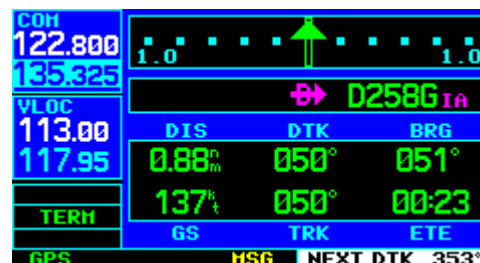 COM
122.800
135.325
VLOC
113.00
117.95
TERM
GPS
1.0 1.0
D D258G IA
DIS DTK BRG
0.88nm 050° 051°
137kt 050° 00:23
GS TRK ETE
MSG NEXT DTK 353°